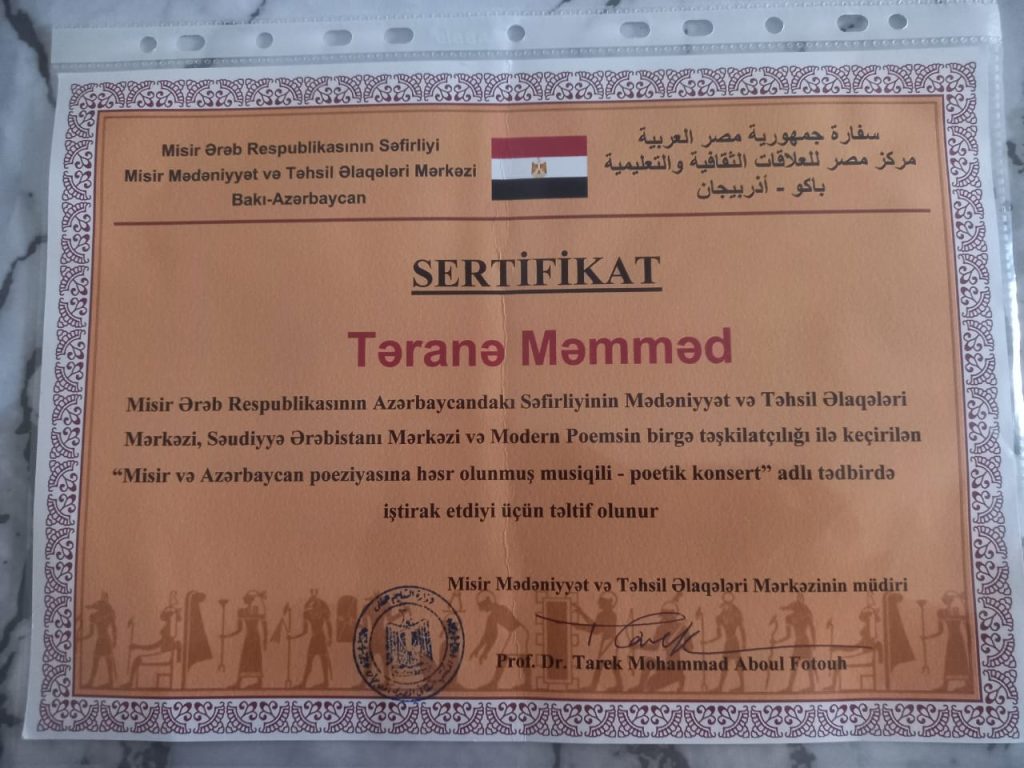 Misir Ərəb Respublikasının Səfirliyi
Misir Mədəniyyət və Təhsil Əlaqələri Mərkəzi
Bakı-Azərbaycan
سفارة جمهورية مصر العربية
مركز مصر للعلاقات الثقافية والتعليمية
باكو - أذربيجان
SERTİFİKAT
Təranə Məmməd
Misir Ərəb Respublikasının Azərbaycandakı Səfirliyinin Mədəniyyət və Təhsil Əlaqələri
Mərkəzi, Səudiyyə Ərəbistanı Mərkəzi və Modern Poemsin birgə təşkilatçılığı ilə keçirilən
“Misir və Azərbaycan poeziyasına həsr olunmuş musiqili - poetik konsert” adlı tədbirdə
iştirak etdiyi üçün təltif olunur
Misir Mədəniyyət və Təhsil Əlaqələri Mərkəzinin müdiri
Prof. Dr. Tarek Mohammad Aboul Fotouh